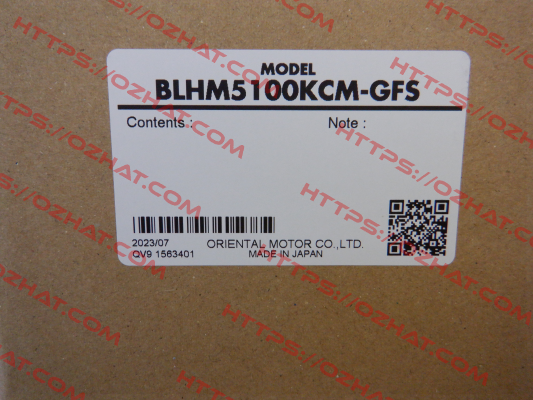 MODEL
BLHM5100KCM-GFS
Contents : Note :
2023/07 ORIENTAL MOTOR CO.,LTD.
QV9 1563401 MADE IN JAPAN
HTTPS://OZHAT.COM